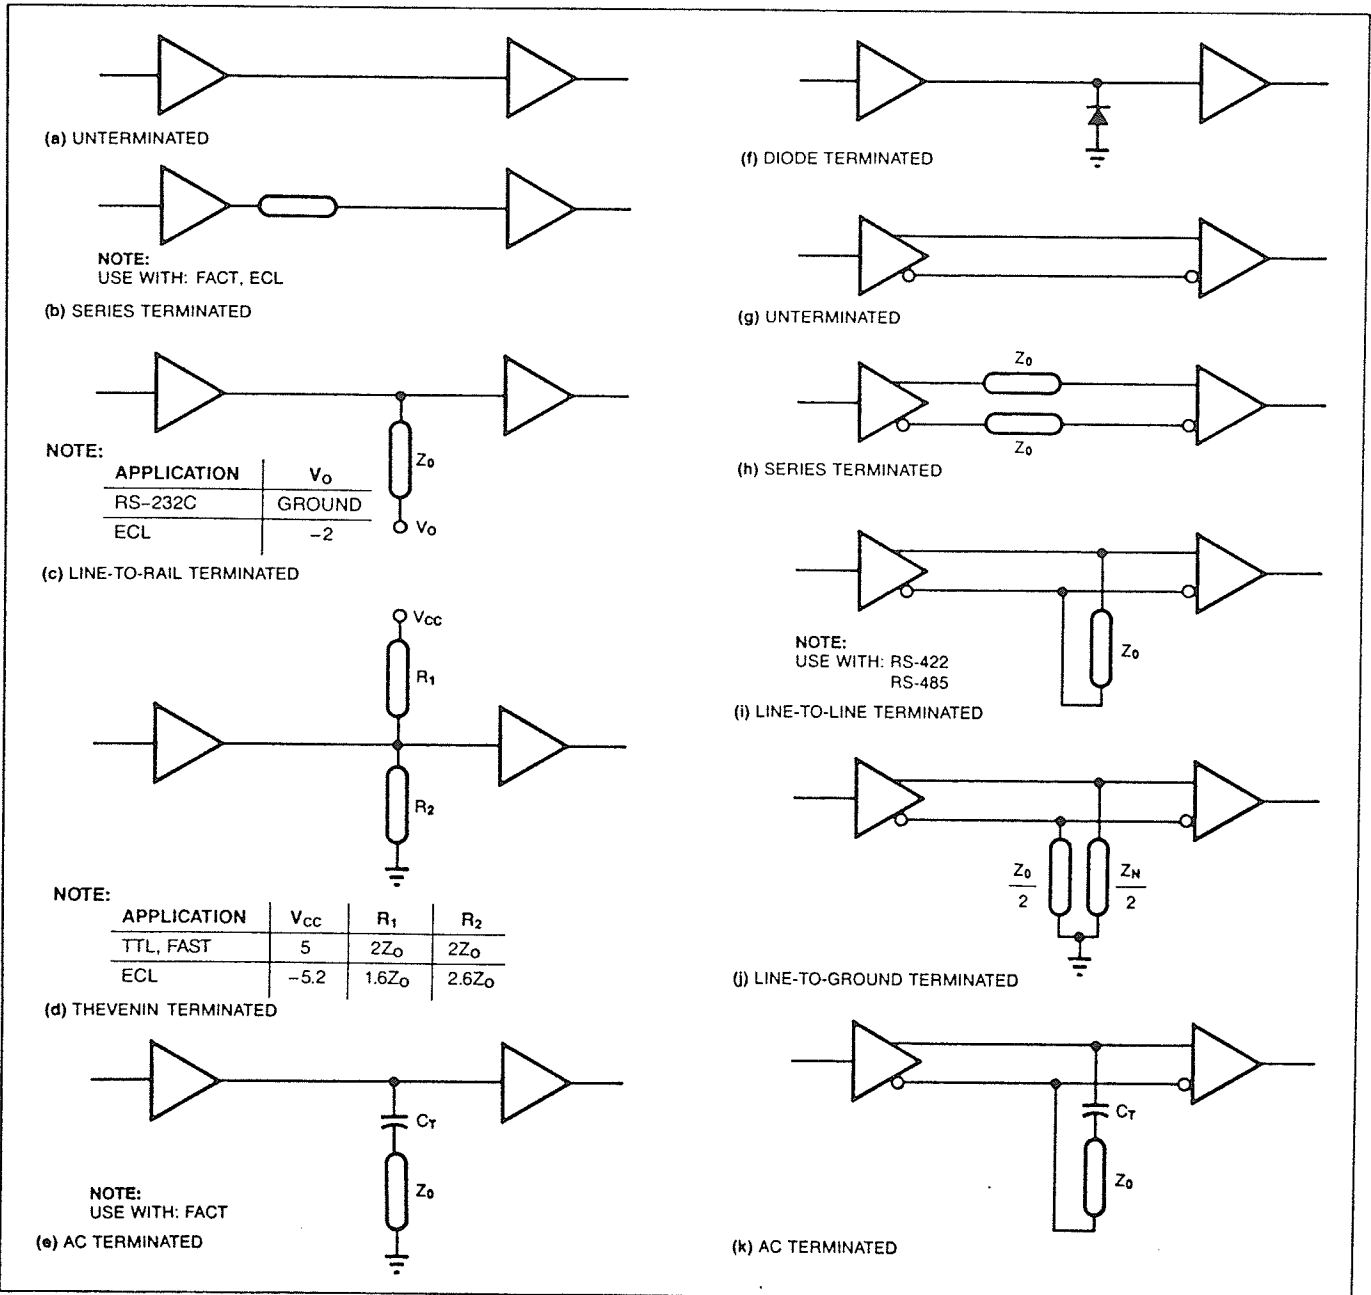 (a) UNTERMINATED
NOTE:
USE WITH: FACT, ECL
(b) SERIES TERMINATED
Z₀
NOTE:
APPLICATION V₀
RS-232C GROUND
ECL -2
V₀
(c) LINE-TO-RAIL TERMINATED
VCC
R₁
R₂
NOTE:
APPLICATION VCC R₁ R₂
TTL, FAST 5 2Z₀ 2Z₀
ECL -5.2 1.6Z₀ 2.6Z₀
(d) THEVENIN TERMINATED
CT
Z₀
NOTE:
USE WITH: FACT
(e) AC TERMINATED
(f) DIODE TERMINATED
(g) UNTERMINATED
Z₀
Z₀
(h) SERIES TERMINATED
Z₀
NOTE:
USE WITH: RS-422
RS-485
(i) LINE-TO-LINE TERMINATED
Z₀ ZN
2 2
(j) LINE-TO-GROUND TERMINATED
CT
Z₀
(k) AC TERMINATED